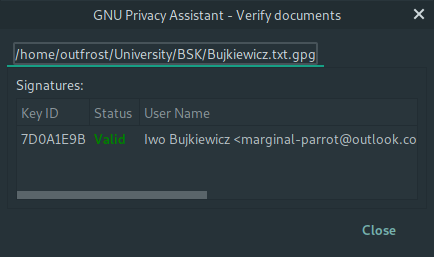 GNU Privacy Assistant - Verify documents
/home/outfrost/University/BSK/Bujkiewicz.txt.gpg
Signatures:
Key ID Status User Name
7D0A1E9B Valid Iwo Bujkiewicz <marginal-parrot@outlook.co
Close